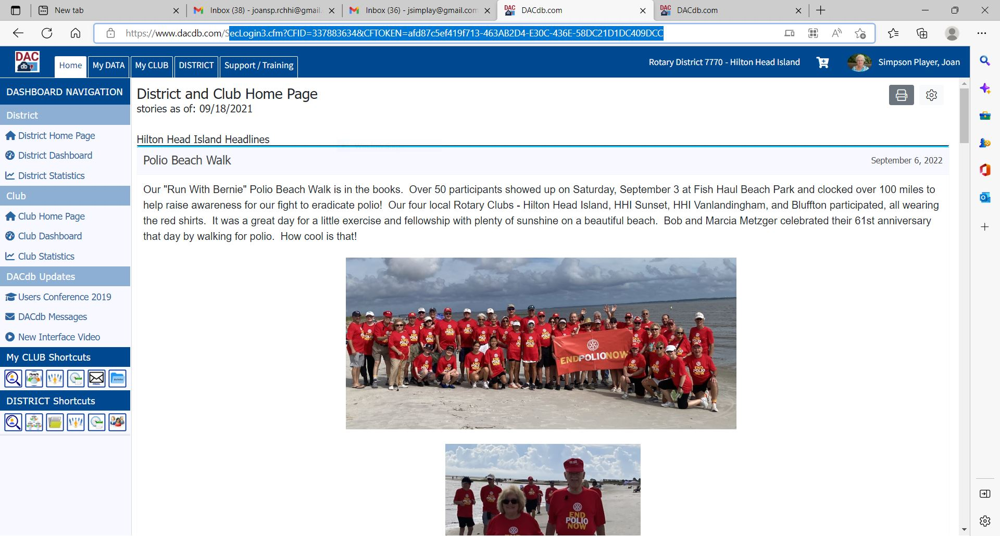 New tab
Inbox (38) - joansp.rchhi@gmail.
Inbox (36) - jsimplay@gmail.com
DACdb.com
DACdb.com
https://www.dacdb.com/SecLogin3.cfm?CFID=337883634&CFTOKEN=afd87c5ef419f713-463AB2D4-E30C-436E-58DC21D1DC409DCC
DAC
db
Home
My DATA
My CLUB
DISTRICT
Support / Training
Rotary District 7770 - Hilton Head Island
Simpson Player, Joan
DASHBOARD NAVIGATION
District
District Home Page
District Dashboard
District Statistics
Club
Club Home Page
Club Dashboard
Club Statistics
DACdb Updates
Users Conference 2019
DACdb Messages
New Interface Video
My CLUB Shortcuts
DISTRICT Shortcuts
District and Club Home Page
stories as of: 09/18/2021
Hilton Head Island Headlines
Polio Beach Walk
September 6, 2022
Our "Run With Bernie" Polio Beach Walk is in the books.  Over 50 participants showed up on Saturday, September 3 at Fish Haul Beach Park and clocked over 100 miles to
help raise awareness for our fight to eradicate polio!  Our four local Rotary Clubs - Hilton Head Island, HHI Sunset, HHI Vanlandingham, and Bluffton participated, all wearing
the red shirts.  It was a great day for a little exercise and fellowship with plenty of sunshine on a beautiful beach.  Bob and Marcia Metzger celebrated their 61st anniversary
that day by walking for polio.  How cool is that!
ENDPOLIONOW
END
POLIO
NOW